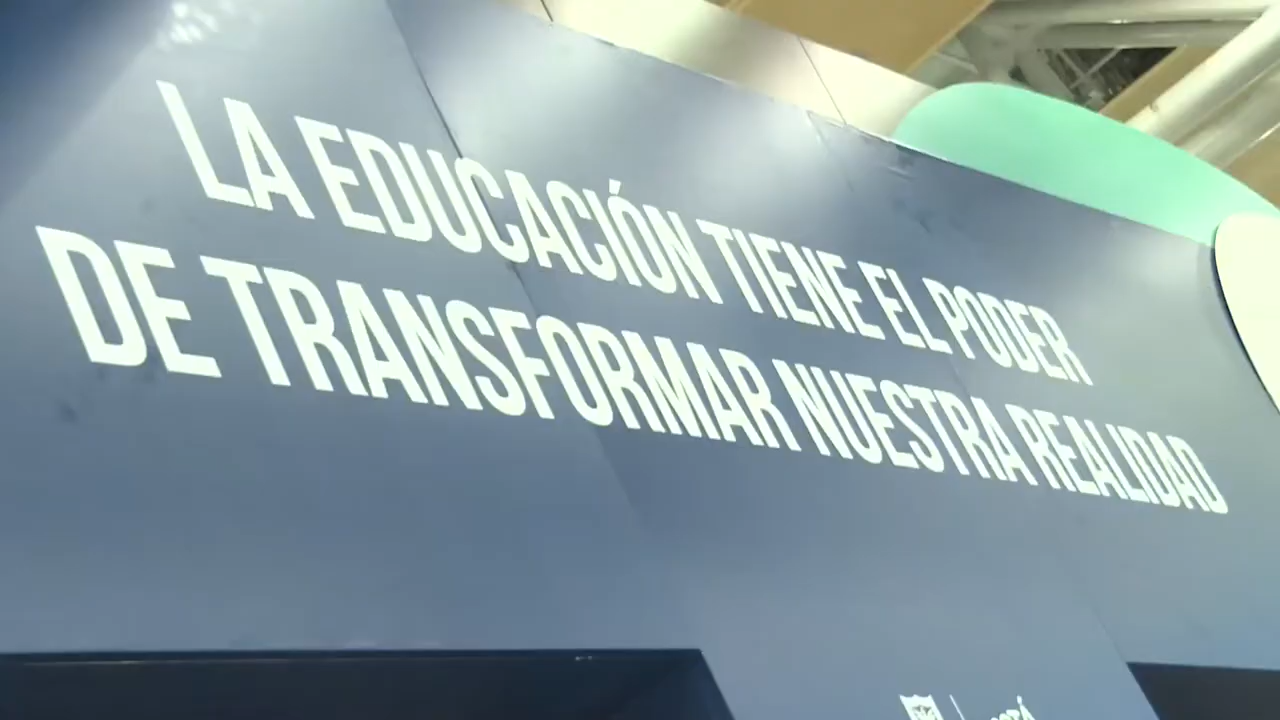 LA EDUCACIÓN TIENE EL PODER
DE TRANSFORMAR NUESTRA REALIDAD